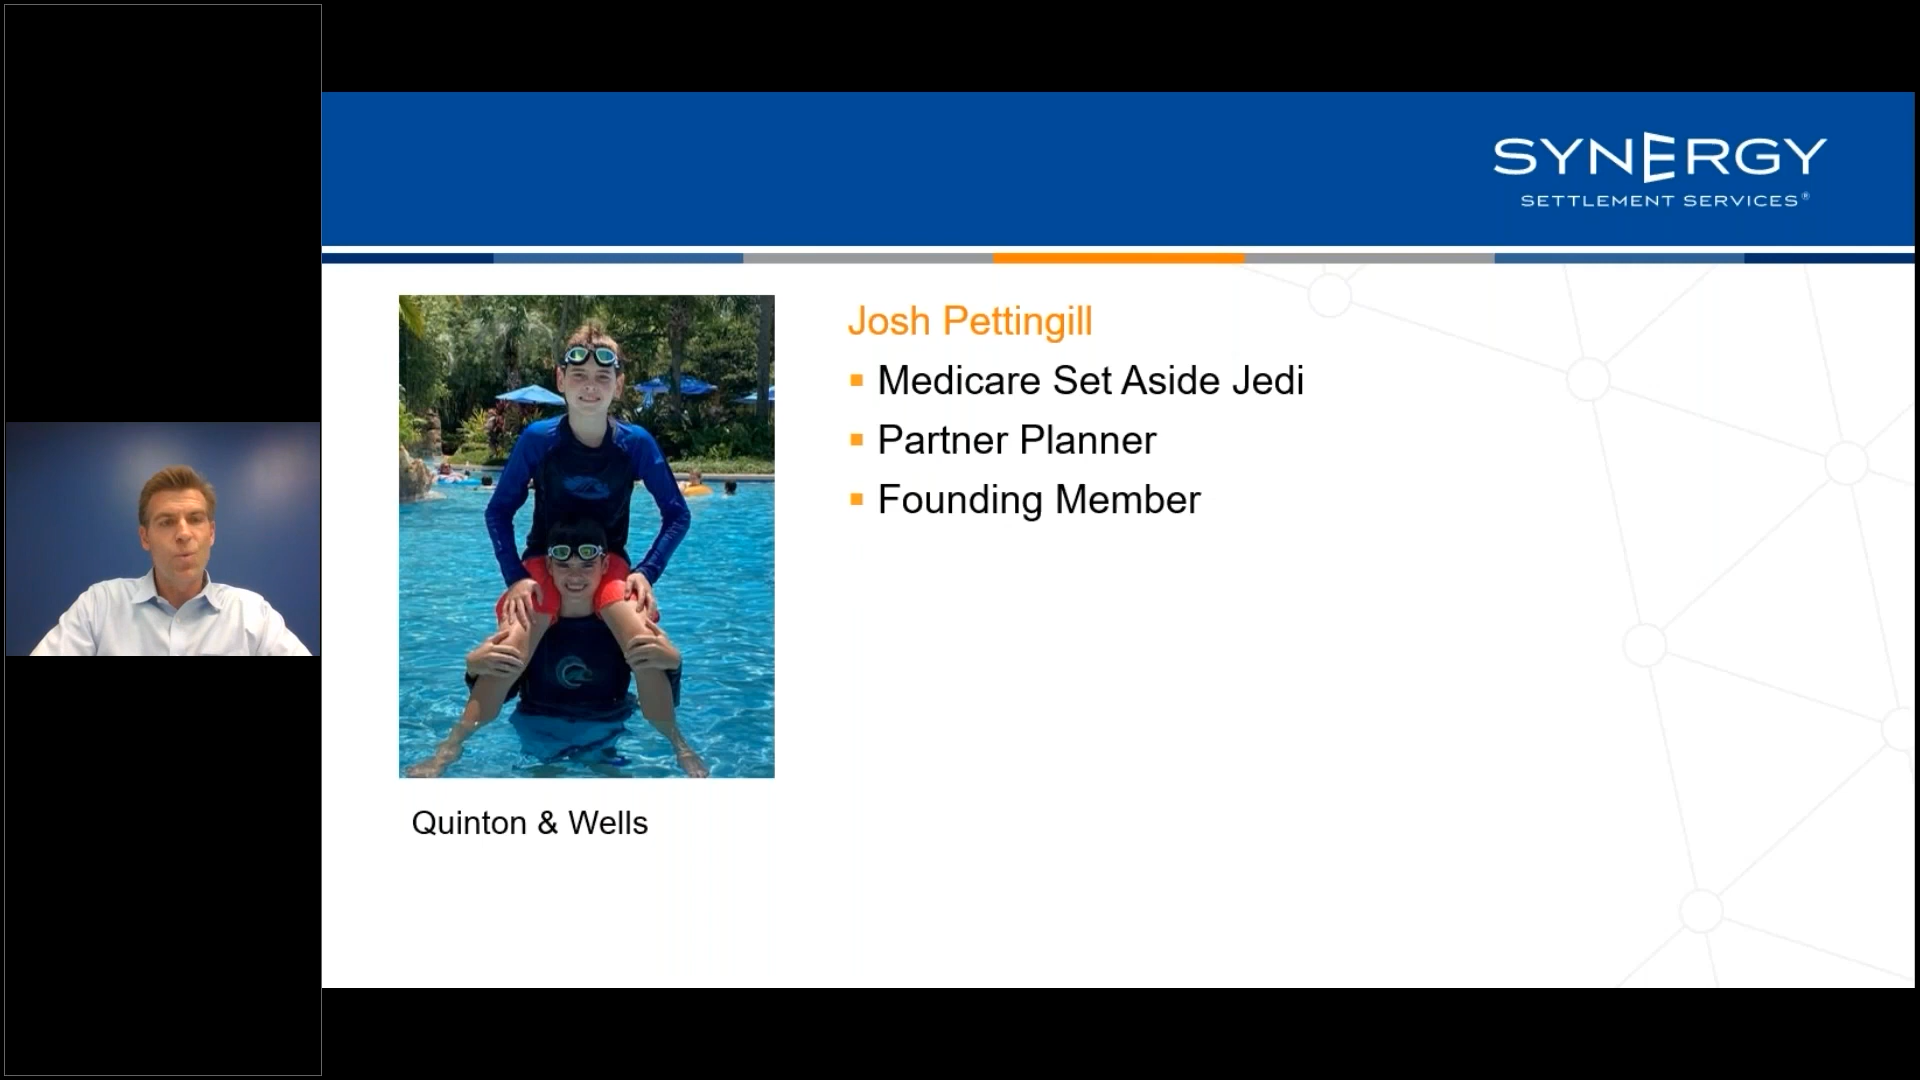 SYNERGY
SETTLEMENT SERVICES®
Josh Pettingill
▪ Medicare Set Aside Jedi
▪ Partner Planner
▪ Founding Member
Quinton & Wells